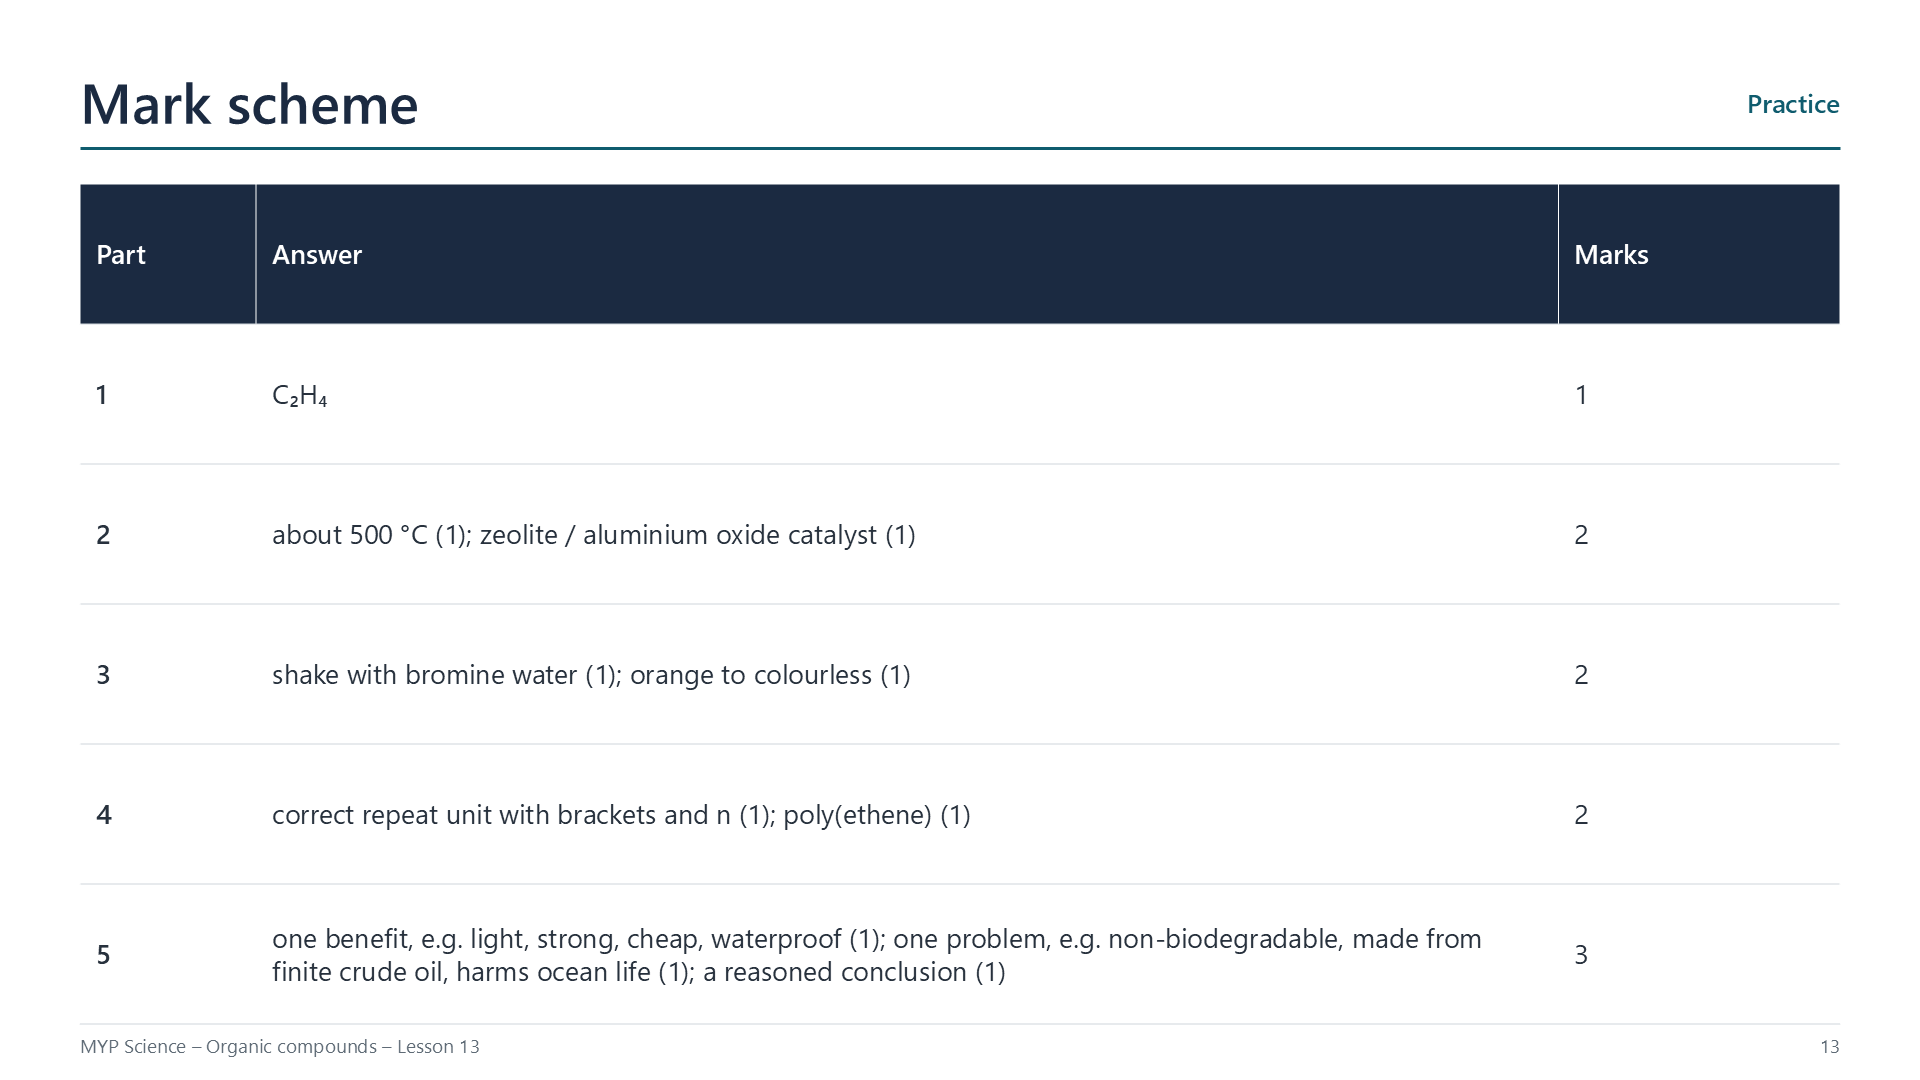 Mark scheme
Practice
Part Answer Marks
1 C₂H₄ 1
2 about 500 °C (1); zeolite / aluminium oxide catalyst (1) 2
3 shake with bromine water (1); orange to colourless (1) 2
4 correct repeat unit with brackets and n (1); poly(ethene) (1) 2
5 one benefit, e.g. light, strong, cheap, waterproof (1); one problem, e.g. non-biodegradable, made from
finite crude oil, harms ocean life (1); a reasoned conclusion (1) 3
MYP Science – Organic compounds – Lesson 13
13